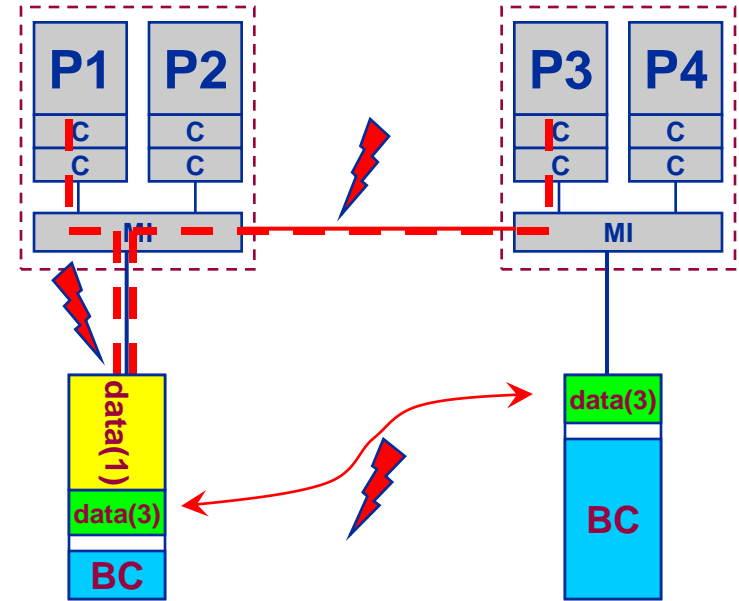 P1 P2 P3 P4
C C C C
C C C C
MI MI
data(1)
data(3)
data(3)
BC
BC